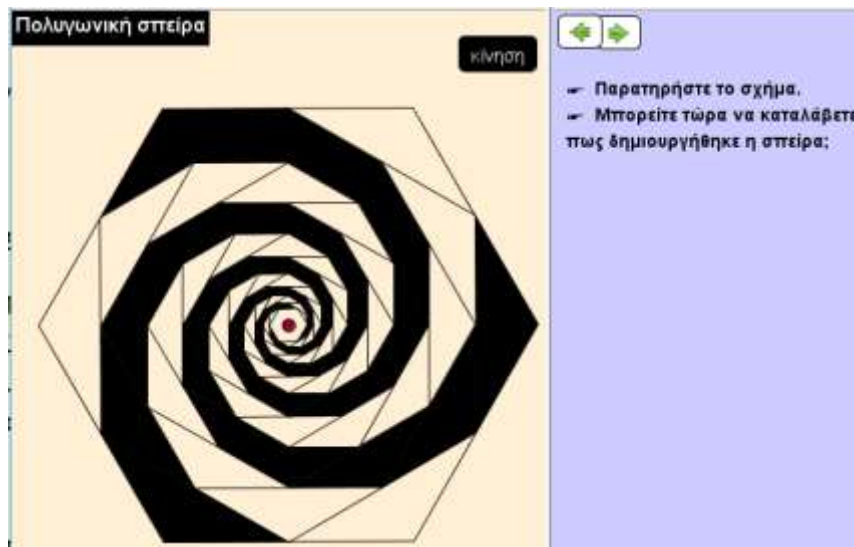 Πολυγωνική σπείρα
κίνηση
☛ Παρατηρήστε το σχήμα.
☛ Μπορείτε τώρα να καταλάβετε
πως δημιουργήθηκε η σπείρα;